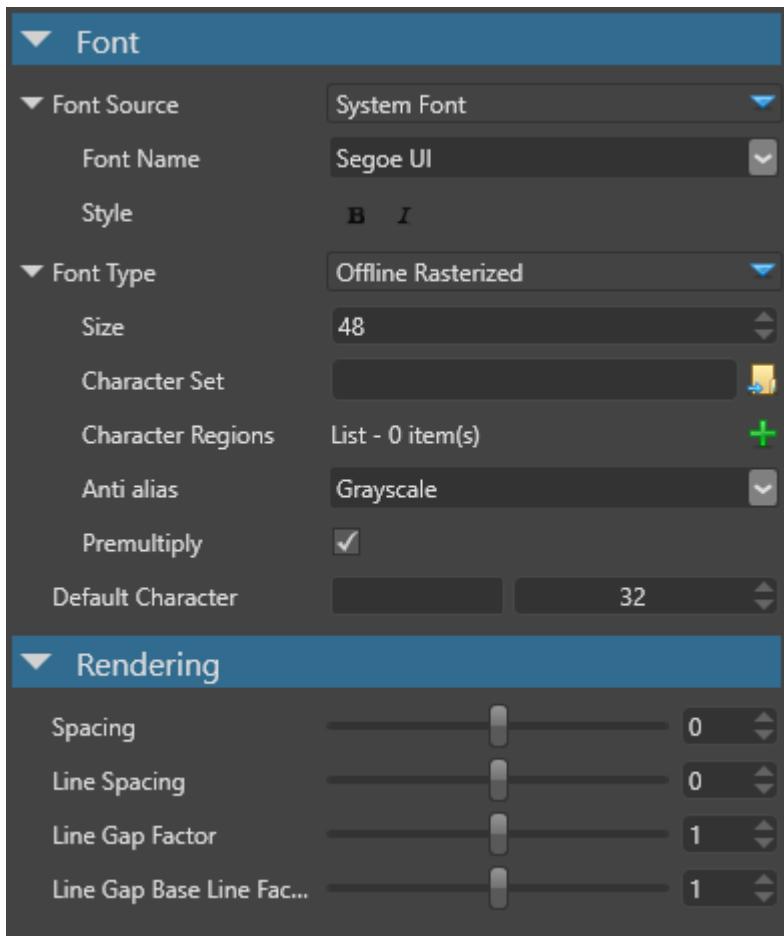 Font
Font Source System Font
Font Name Segoe UI
Style B I
Font Type Offline Rasterized
Size 48
Character Set
Character Regions List - 0 item(s)
Anti alias Grayscale
Premultiply
Default Character 32
Rendering
Spacing 0
Line Spacing 0
Line Gap Factor 1
Line Gap Base Line Fac... 1